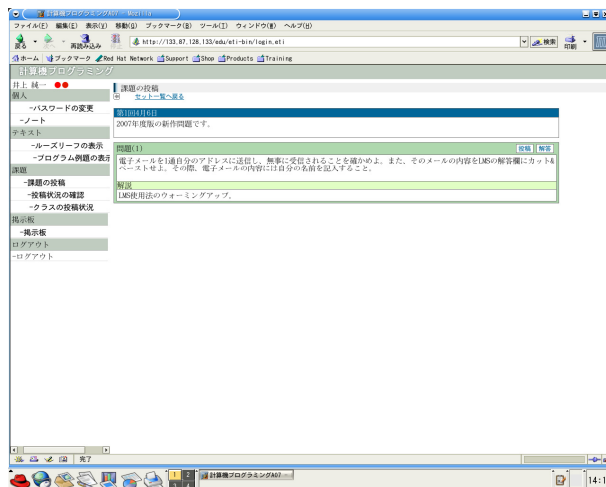 計算機プログラミングA07 - Mozilla
ファイル(F) 編集(E) 表示(V) 移動(G) ブックマーク(B) ツール(T) ウィンドウ(W) ヘルプ(H)
戻る 再読み込み http://133.87.128.133/edu/eti-bin/login.eti 検索 印刷
ホーム ブックマーク Red Hat Network Support Shop Products Training
計算機プログラミング
井上 純一
個人
-パスワードの変更
-ノート
テキスト
-ルーズリーフの表示
-プログラム例題の表示
課題
-課題の投稿
-投稿状況の確認
-クラスの投稿状況
掲示板
-掲示板
ログアウト
-ログアウト
課題の投稿
セット一覧へ戻る
第1回4月6日
2007年度版の新作問題です。
問題(1) 投稿 解答
電子メールを1通自分のアドレスに送信し、無事に受信されることを確かめよ。また、そのメールの内容をLMSの解答欄にカット&
ペーストせよ。その際、電子メールの内容には自分の名前を記入すること。
解説
LMS使用法のウォーミングアップ。
完了
1 2
3 4
計算機プログラミングA07 -
14:1